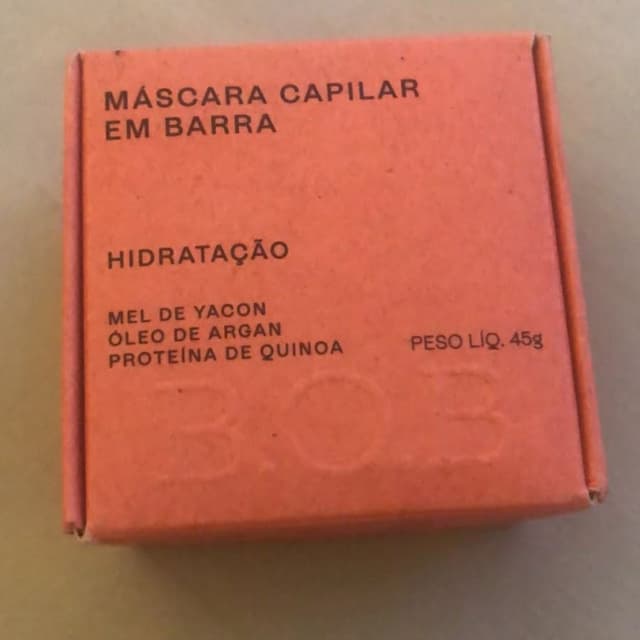 MÁSCARA CAPILAR
EM BARRA
HIDRATAÇÃO
MEL DE YACON
ÓLEO DE ARGAN
PROTEÍNA DE QUINOA
PESO LÍQ. 45g
B.O.B